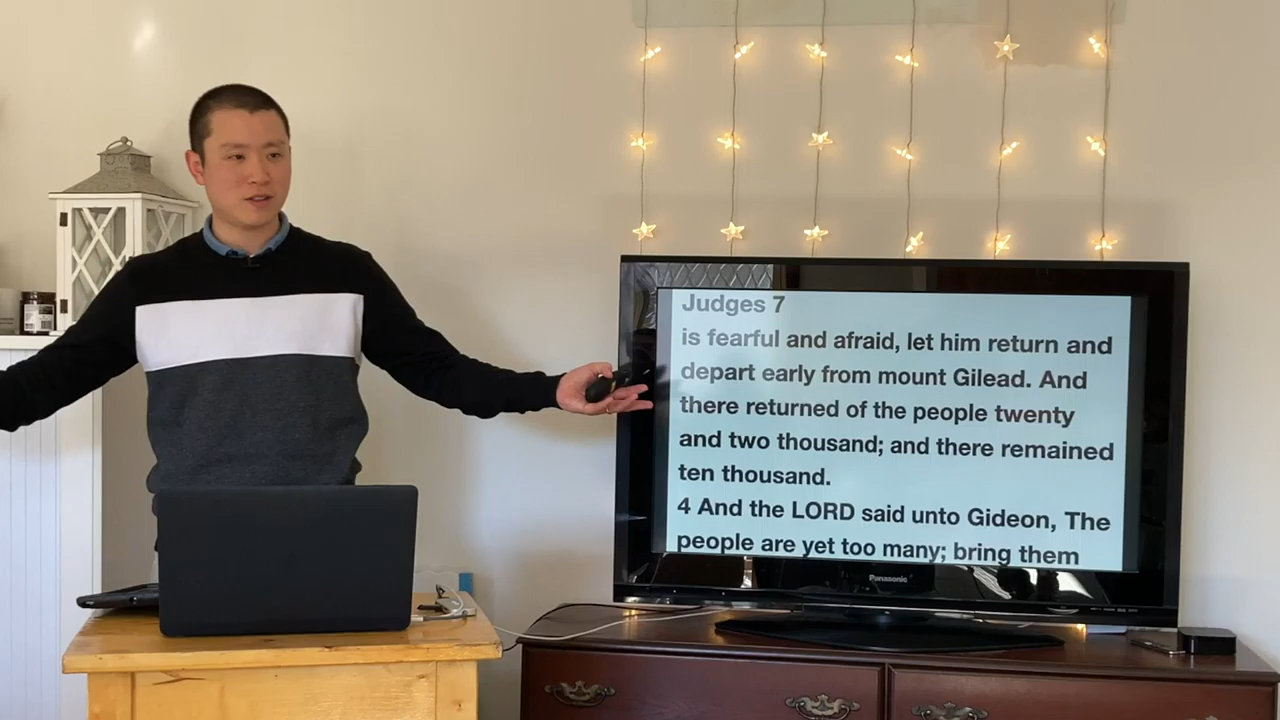 Judges 7
is fearful and afraid, let him return and
depart early from mount Gilead. And
there returned of the people twenty
and two thousand; and there remained
ten thousand.
4 And the LORD said unto Gideon, The
people are yet too many; bring them
Panasonic